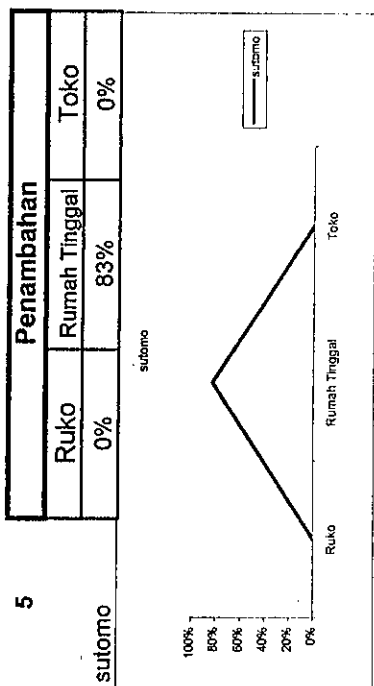 5
Penambahan
Ruko Rumah Tinggal Toko
sutomo 0% 83% 0%
sutomo
100%
80%
60%
40%
20%
0%
Ruko Rumah Tinggal Toko
sutomo